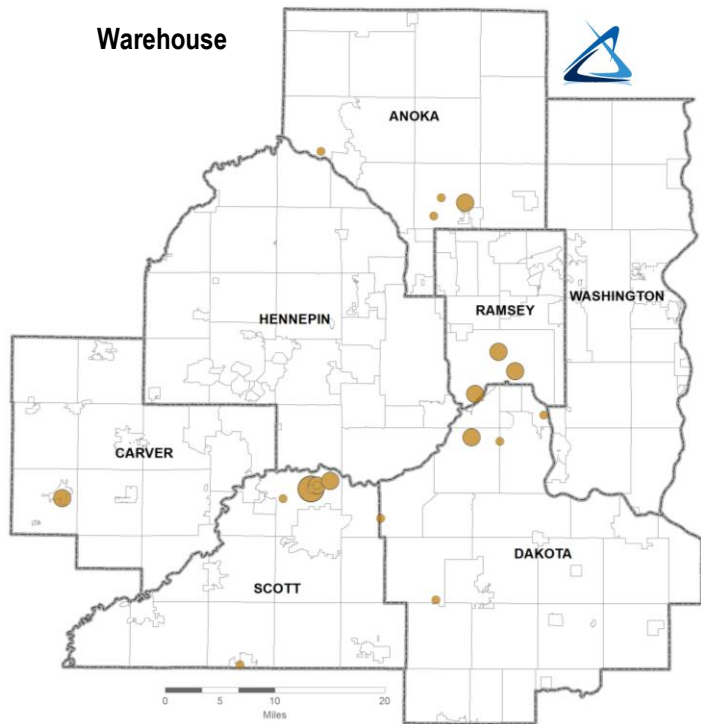 Warehouse
ANOKA
HENNEPIN
RAMSEY
WASHINGTON
CARVER
SCOTT
DAKOTA
0 5 10 20
Miles